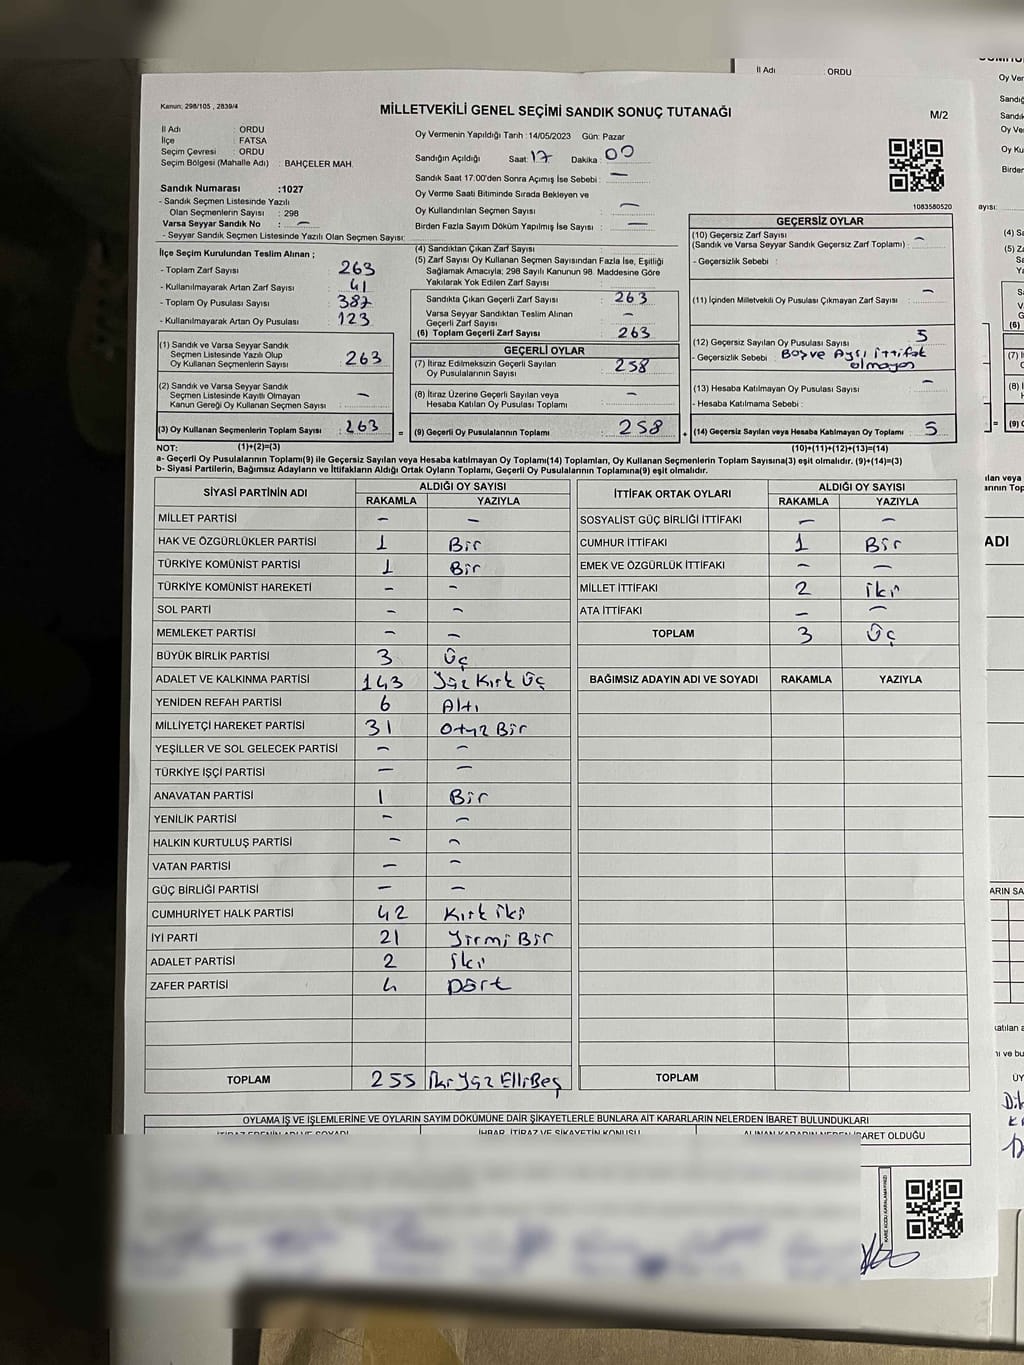 Kanun: 298/105 , 2839/4
MİLLETVEKİLİ GENEL SEÇİMİ SANDIK SONUÇ TUTANAĞI
M/2
İl Adı : ORDU
İlçe : FATSA
Seçim Çevresi : ORDU
Seçim Bölgesi (Mahalle Adı) : BAHÇELER MAH.
Sandık Numarası :1027
- Sandık Seçmen Listesinde Yazılı
Olan Seçmenlerin Sayısı : 298
Varsa Seyyar Sandık No : –
- Seyyar Sandık Seçmen Listesinde Yazılı Olan Seçmen Sayısı:
Oy Vermenin Yapıldığı Tarih :14/05/2023 Gün: Pazar
Sandığın Açıldığı Saat: 17 Dakika : 00
Sandık Saat 17:00'den Sonra Açımış İse Sebebi : –
Oy Verme Saati Bitiminde Sırada Bekleyen ve
Oy Kullandırılan Seçmen Sayısı : –
Birden Fazla Sayım Döküm Yapılmış İse Sayısı : –
1083580520
İlçe Seçim Kurulundan Teslim Alınan ;
- Toplam Zarf Sayısı : 263
- Kullanılmayarak Artan Zarf Sayısı : 41
- Toplam Oy Pusulası Sayısı : 387
- Kullanılmayarak Artan Oy Pusulası : 123
(1) Sandık ve Varsa Seyyar Sandık
Seçmen Listesinde Yazılı Olup
Oy Kullanan Seçmenlerin Sayısı : 263
(2) Sandık ve Varsa Seyyar Sandık
Seçmen Listesinde Kayıtlı Olmayan
Kanun Gereği Oy Kullanan Seçmen Sayısı : –
(3) Oy Kullanan Seçmenlerin Toplam Sayısı : 263
(4) Sandıktan Çıkan Zarf Sayısı :
(5) Zarf Sayısı Oy Kullanan Seçmen Sayısından Fazla İse, Eşitliği
Sağlamak Amacıyla; 298 Sayılı Kanunun 98. Maddesine Göre
Yakılarak Yok Edilen Zarf Sayısı :
Sandıkta Çıkan Geçerli Zarf Sayısı : 263
Varsa Seyyar Sandıktan Teslim Alınan
Geçerli Zarf Sayısı : –
(6) Toplam Geçerli Zarf Sayısı : 263
GEÇERLİ OYLAR
(7) İtiraz Edilmeksizin Geçerli Sayılan
Oy Pusulalarının Sayısı : 258
(8) İtiraz Üzerine Geçerli Sayılan veya
Hesaba Katılan Oy Pusulası Toplamı : –
= (9) Geçerli Oy Pusulalarının Toplamı : 258
GEÇERSİZ OYLAR
(10) Geçersiz Zarf Sayısı
(Sandık ve Varsa Seyyar Sandık Geçersiz Zarf Toplamı) : –
- Geçersizlik Sebebi :
(11) İçinden Milletvekili Oy Pusulası Çıkmayan Zarf Sayısı : –
(12) Geçersiz Sayılan Oy Pusulası Sayısı : 5
- Geçersizlik Sebebi : Boş ve Aynı İttifak
olmayan
(13) Hesaba Katılmayan Oy Pusulası Sayısı : –
- Hesaba Katılmama Sebebi :
(14) Geçersiz Sayılan veya Hesaba Katılmayan Oy Toplamı : 5
NOT: (1)+(2)=(3) (10)+(11)+(12)+(13)=(14)
a- Geçerli Oy Pusulalarının Toplamı(9) ile Geçersiz Sayılan veya Hesaba Katılmayan Oy Toplamı(14) Toplamları, Oy Kullanan Seçmenlerin Toplam Sayısına(3) eşit olmalıdır. (9)+(14)=(3)
b- Siyasi Partilerin, Bağımsız Adayların ve İttifakların Aldığı Ortak Oyların Toplamı, Geçerli Oy Pusulalarının Toplamına(9) eşit olmalıdır.
SİYASİ PARTİNİN ADI ALDIĞI OY SAYISI
RAKAMLA YAZIYLA
MİLLET PARTİSİ – –
HAK VE ÖZGÜRLÜKLER PARTİSİ 1 Bir
TÜRKİYE KOMÜNİST PARTİSİ 1 Bir
TÜRKİYE KOMÜNİST HAREKETİ – –
SOL PARTİ – –
MEMLEKET PARTİSİ – –
BÜYÜK BİRLİK PARTİSİ 3 Üç
ADALET VE KALKINMA PARTİSİ 143 Yüz Kırk Üç
YENİDEN REFAH PARTİSİ 6 Altı
MİLLİYETÇİ HAREKET PARTİSİ 31 Otuz Bir
YEŞİLLER VE SOL GELECEK PARTİSİ – –
TÜRKİYE İŞÇİ PARTİSİ – –
ANAVATAN PARTİSİ 1 Bir
YENİLİK PARTİSİ – –
HALKIN KURTULUŞ PARTİSİ – –
VATAN PARTİSİ – –
GÜÇ BİRLİĞİ PARTİSİ – –
CUMHURİYET HALK PARTİSİ 42 Kırk iki
İYİ PARTİ 21 Yirmi Bir
ADALET PARTİSİ 2 İki
ZAFER PARTİSİ 4 Dört
TOPLAM 255 İki Yüz Elli Beş
İTTİFAK ORTAK OYLARI ALDIĞI OY SAYISI
RAKAMLA YAZIYLA
SOSYALİST GÜÇ BİRLİĞİ İTTİFAKI – –
CUMHUR İTTİFAKI 1 Bir
EMEK VE ÖZGÜRLÜK İTTİFAKI – –
MİLLET İTTİFAKI 2 iki
ATA İTTİFAKI – –
TOPLAM 3 Üç
BAĞIMSIZ ADAYIN ADI VE SOYADI RAKAMLA YAZIYLA
TOPLAM
OYLAMA İŞ VE İŞLEMLERİNE VE OYLARIN SAYIM DÖKÜMÜNE DAİR ŞİKAYETLERLE BUNLARA AİT KARARLARIN NELERDEN İBARET BULUNDUKLARI
İHBAR, İTİRAZ VE ŞİKAYETİN KONUSU
ALINAN KARARIN NEDEN İBARET OLDUĞU
KARE KODU KARALAMAYINIZ!
İl Adı : ORDU